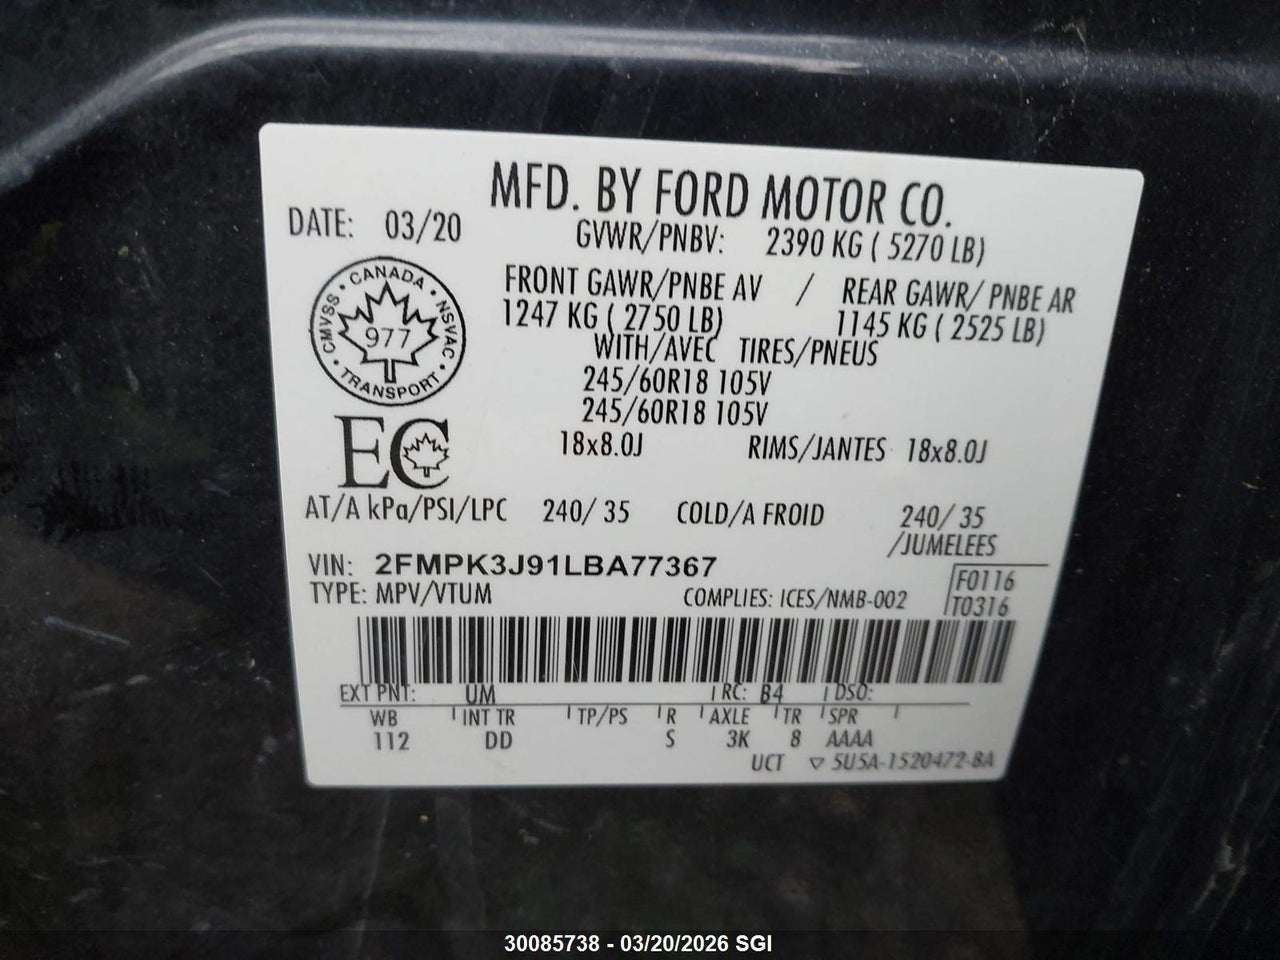 MFD. BY FORD MOTOR CO.
DATE: 03/20
GVWR/PNBV: 2390 KG ( 5270 LB)
FRONT GAWR/PNBE AV / REAR GAWR/ PNBE AR
1247 KG ( 2750 LB) 1145 KG ( 2525 LB)
WITH/AVEC TIRES/PNEUS
245/60R18 105V
245/60R18 105V
18x8.0J RIMS/JANTES 18x8.0J
CANADA · NSVAC · TRANSPORT · CMVSS
977
EC
AT/A kPa/PSI/LPC 240/ 35 COLD/A FROID 240/ 35
/JUMELEES
VIN: 2FMPK3J91LBA77367
F0116
TYPE: MPV/VTUM COMPLIES: ICES/NMB-002 T0316
EXT PNT: UM RC: B4 DSO:
WB INT TR TP/PS R AXLE TR SPR
112 DD S 3K 8 AAAA
UCT ▽ 5U5A-1520472-BA
30085738 - 03/20/2026 SGI